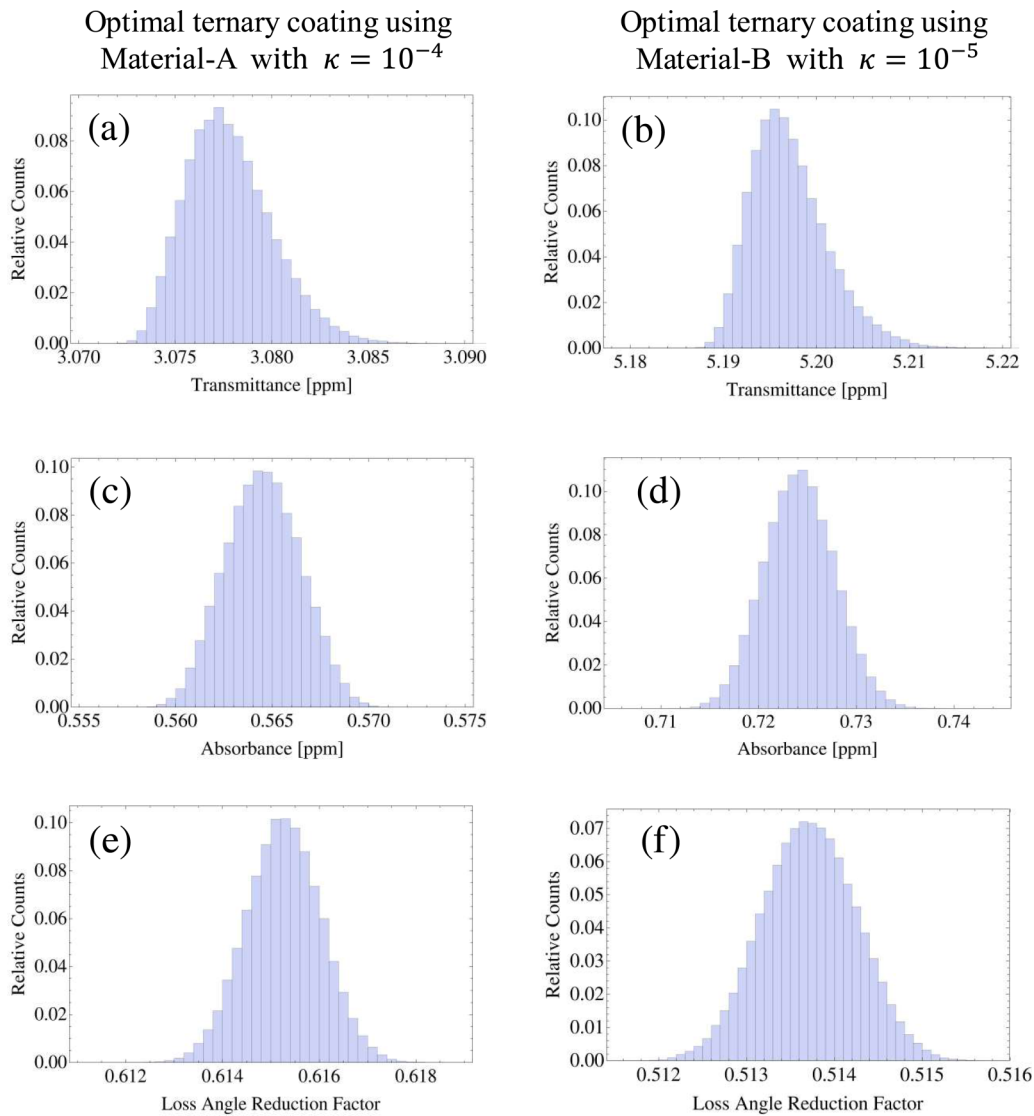 Optimal ternary coating using
Material-A with κ = 10⁻⁴
Optimal ternary coating using
Material-B with κ = 10⁻⁵
(a)
Relative Counts
0.08
0.06
0.04
0.02
0.00
3.070 3.075 3.080 3.085 3.090
Transmittance [ppm]
(b)
Relative Counts
0.10
0.08
0.06
0.04
0.02
0.00
5.18 5.19 5.20 5.21 5.22
Transmittance [ppm]
(c)
Relative Counts
0.10
0.08
0.06
0.04
0.02
0.00
0.555 0.560 0.565 0.570 0.575
Absorbance [ppm]
(d)
Relative Counts
0.10
0.08
0.06
0.04
0.02
0.00
0.71 0.72 0.73 0.74
Absorbance [ppm]
(e)
Relative Counts
0.10
0.08
0.06
0.04
0.02
0.00
0.612 0.614 0.616 0.618
Loss Angle Reduction Factor
(f)
Relative Counts
0.07
0.06
0.05
0.04
0.03
0.02
0.01
0.00
0.512 0.513 0.514 0.515 0.516
Loss Angle Reduction Factor